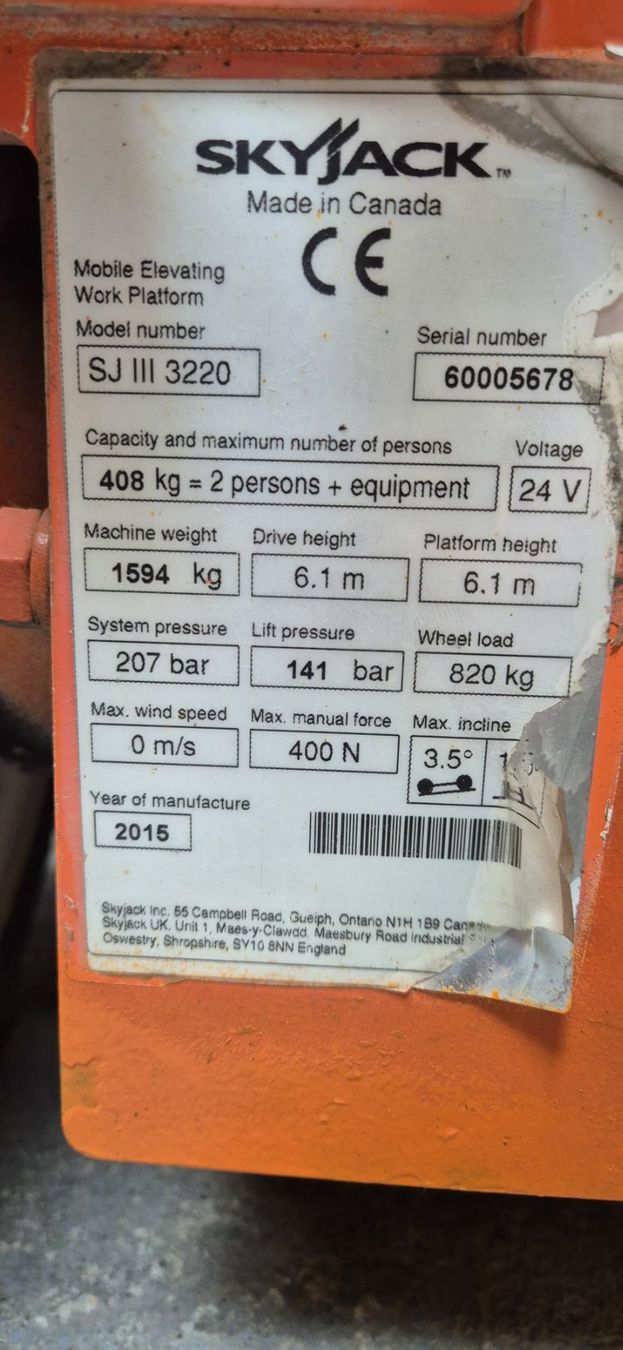 SKYJACK™
Made in Canada
CE
Mobile Elevating
Work Platform
Model number
SJ III 3220
Serial number
60005678
Capacity and maximum number of persons
408 kg = 2 persons + equipment
Voltage
24 V
Machine weight
1594 kg
Drive height
6.1 m
Platform height
6.1 m
System pressure
207 bar
Lift pressure
141 bar
Wheel load
820 kg
Max. wind speed
0 m/s
Max. manual force
400 N
Max. incline
3.5°
Year of manufacture
2015
Skyjack Inc. 55 Campbell Road, Guelph, Ontario N1H 1B9
Skyjack UK, Unit 1, Maes-y-Clawdd, Maesbury Road Industrial
Oswestry, Shropshire, SY10 8NN England